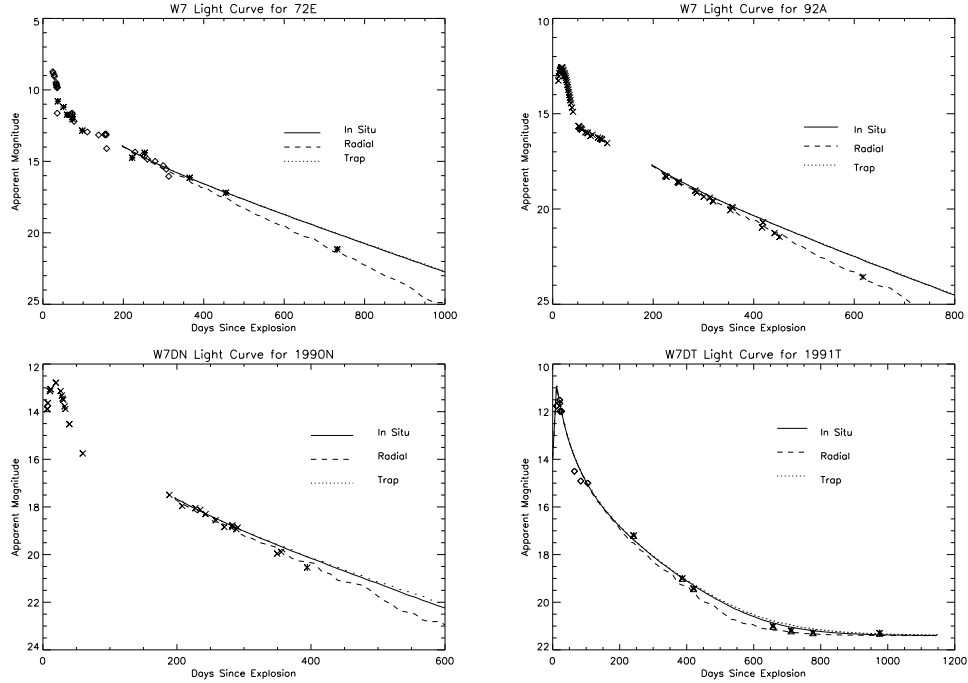 W7 Light Curve for 72E
5
10
15
20
25
Apparent Magnitude
In Situ
Radial
Trap
0 200 400 600 800 1000
Days Since Explosion
W7 Light Curve for 92A
10
15
20
25
Apparent Magnitude
In Situ
Radial
Trap
0 200 400 600 800
Days Since Explosion
W7DN Light Curve for 1990N
12
14
16
18
20
22
24
Apparent Magnitude
In Situ
Radial
Trap
0 200 400 600
Days Since Explosion
W7DT Light Curve for 1991T
10
12
14
16
18
20
22
Apparent Magnitude
In Situ
Radial
Trap
0 200 400 600 800 1000 1200
Days Since Explosion